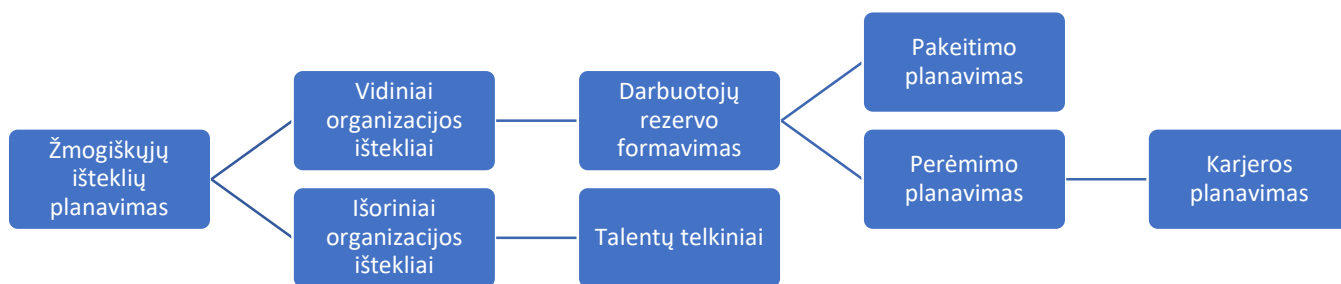 Žmogiškųjų
išteklių
planavimas
Vidiniai
organizacijos
ištekliai
Darbuotojų
rezervo
formavimas
Pakeitimo
planavimas
Perėmimo
planavimas
Karjeros
planavimas
Išoriniai
organizacijos
ištekliai
Talentų telkiniai